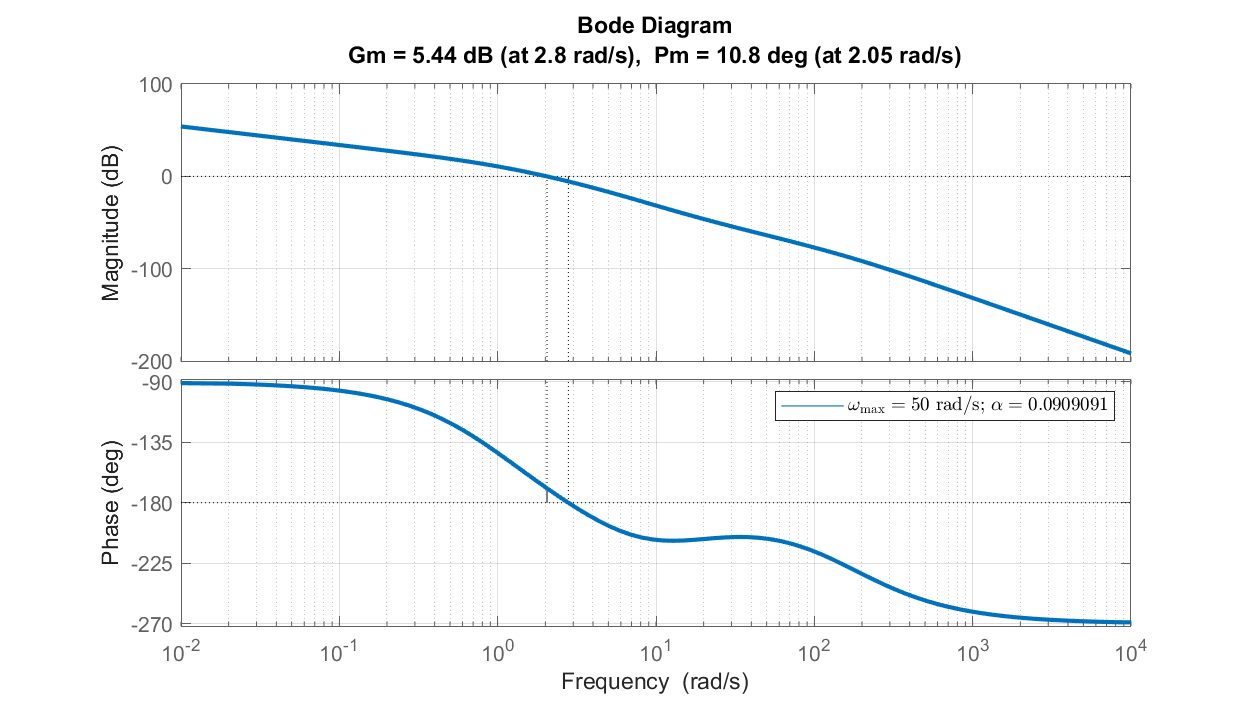 Bode Diagram
Gm = 5.44 dB (at 2.8 rad/s),  Pm = 10.8 deg (at 2.05 rad/s)
100
0
-100
-200
Magnitude (dB)
-90
-135
-180
-225
-270
Phase (deg)
ω_max = 50 rad/s; α = 0.0909091
10^-2
10^-1
10^0
10^1
10^2
10^3
10^4
Frequency  (rad/s)